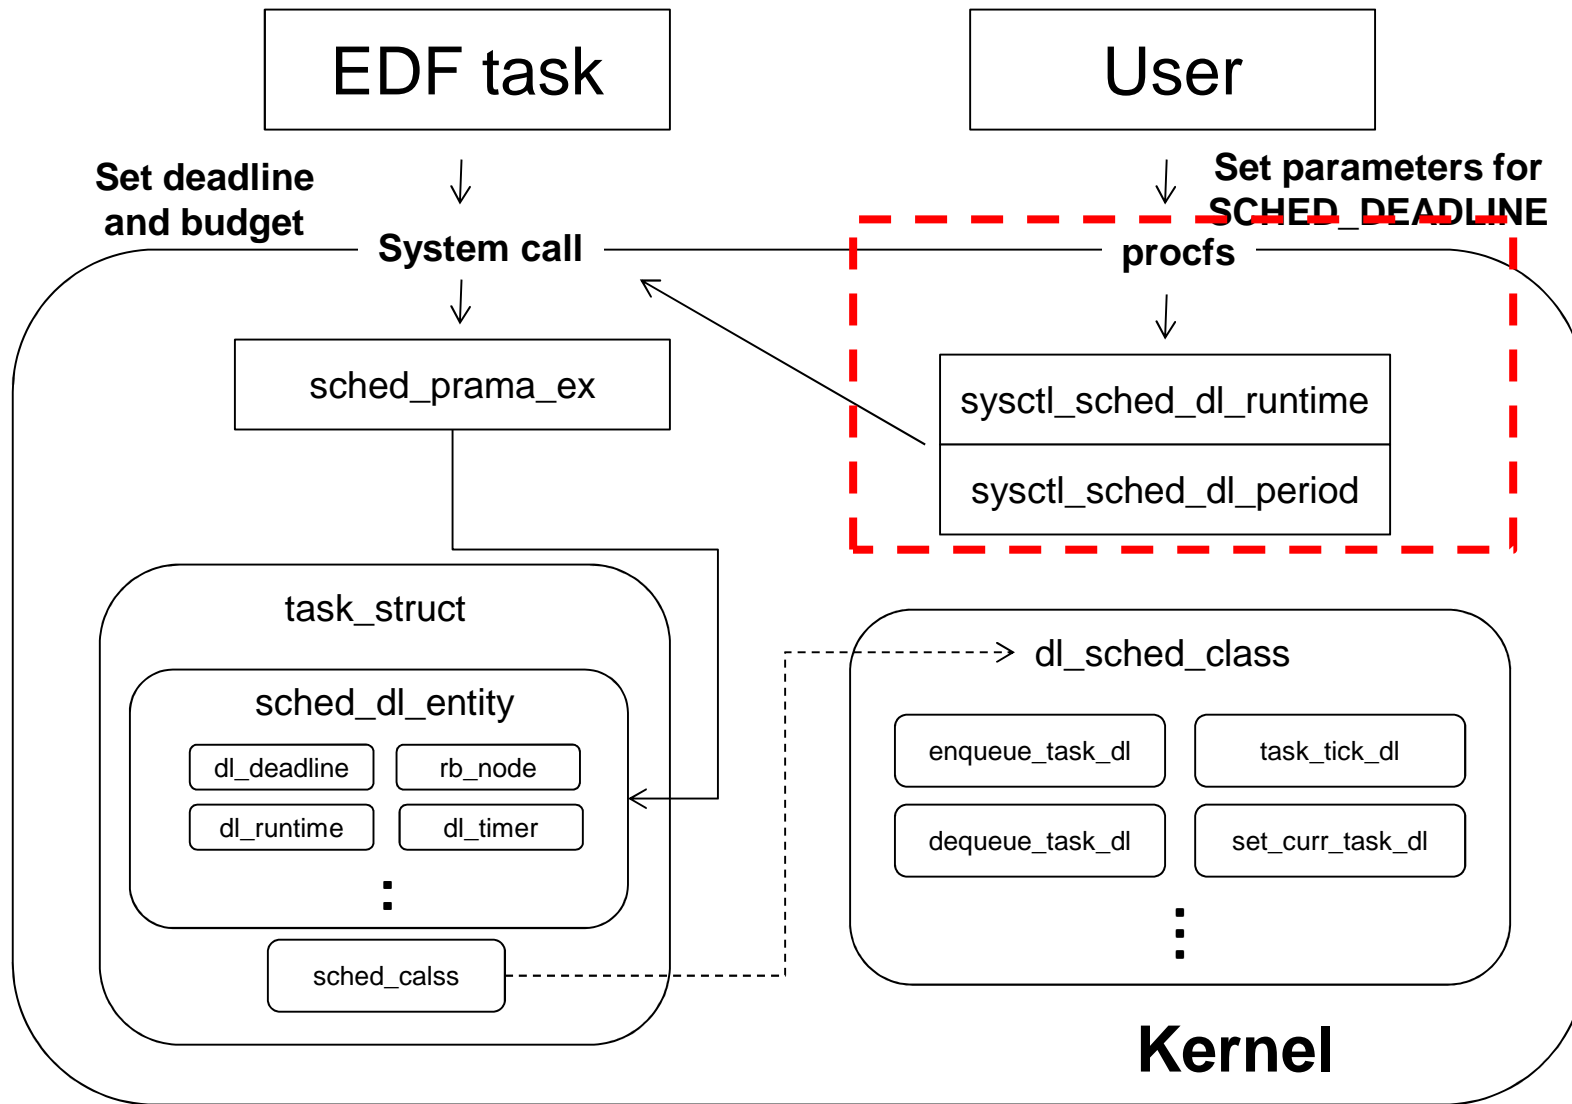 EDF task
User
Set deadline
and budget
Set parameters for
SCHED_DEADLINE
System call
procfs
sched_prama_ex
sysctl_sched_dl_runtime
sysctl_sched_dl_period
task_struct
sched_dl_entity
dl_deadline
rb_node
dl_runtime
dl_timer
sched_calss
dl_sched_class
enqueue_task_dl
task_tick_dl
dequeue_task_dl
set_curr_task_dl
Kernel